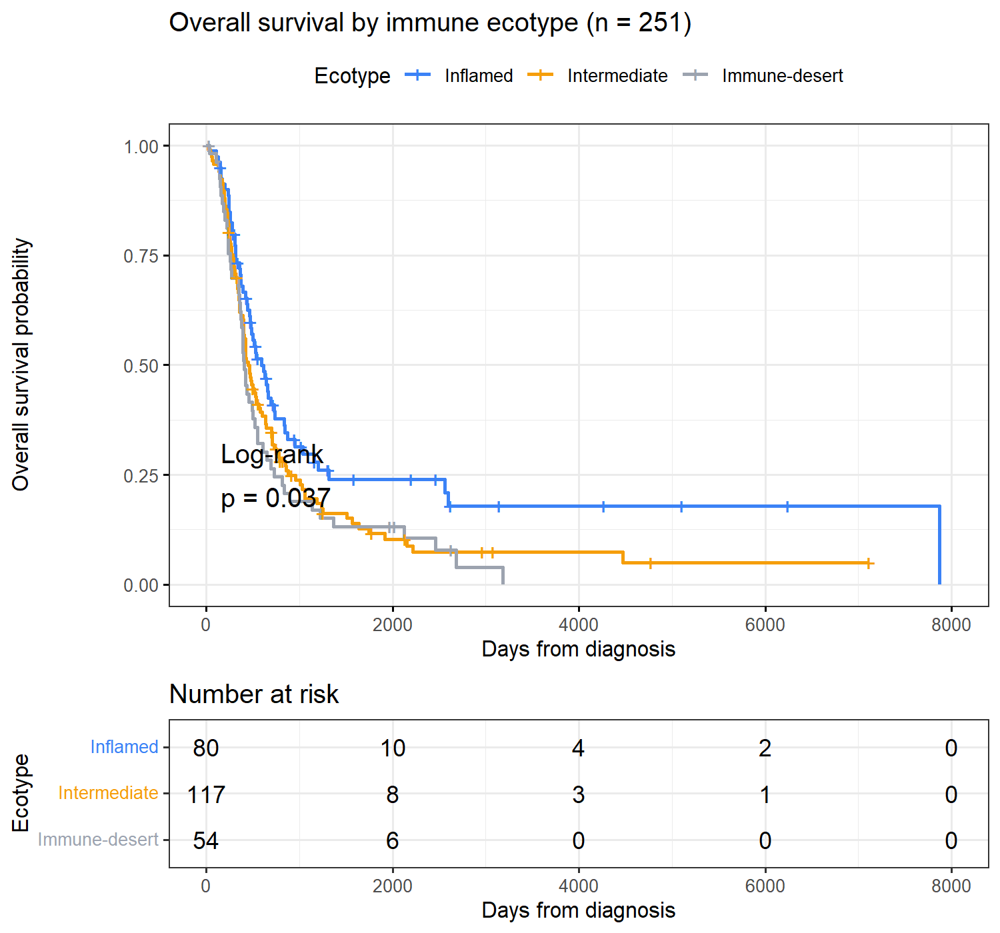 Overall survival by immune ecotype (n = 251)
Ecotype Inflamed Intermediate Immune-desert
Overall survival probability
1.00
0.75
0.50
0.25
0.00
Log-rank
p = 0.037
0 2000 4000 6000 8000
Days from diagnosis
Number at risk
Ecotype
Inflamed 80 10 4 2 0
Intermediate 117 8 3 1 0
Immune-desert 54 6 0 0 0
0 2000 4000 6000 8000
Days from diagnosis